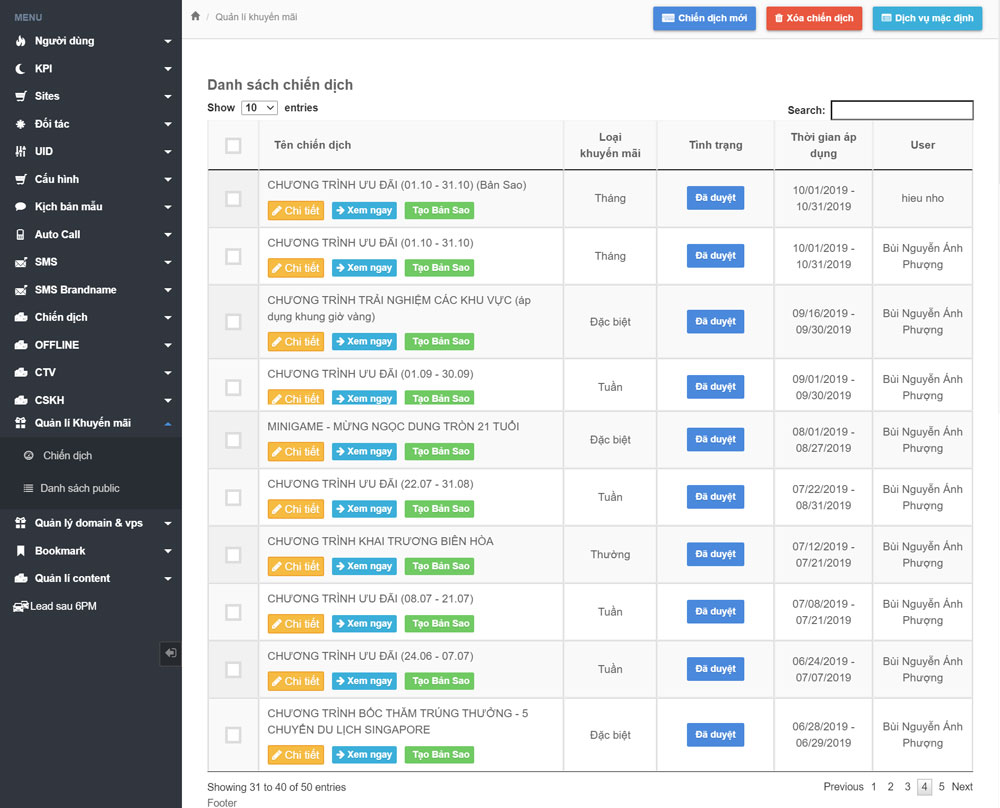 MENU
Người dùng
KPI
Sites
Đối tác
UID
Cấu hình
Kịch bản mẫu
Auto Call
SMS
SMS Brandname
Chiến dịch
OFFLINE
CTV
CSKH
Quản lí Khuyến mãi
Chiến dịch
Danh sách public
Quản lý domain & vps
Bookmark
Quản lí content
Lead sau 6PM
/ Quản lí khuyến mãi
Chiến dịch mới
Xóa chiến dịch
Dịch vụ mặc định
Danh sách chiến dịch
Show 10 entries
Search:
Tên chiến dịch
Loại
khuyến mãi
Tình trạng
Thời gian áp
dụng
User
CHƯƠNG TRÌNH ƯU ĐÃI (01.10 - 31.10) (Bản Sao)
Chi tiết Xem ngay Tạo Bản Sao
Tháng
Đã duyệt
10/01/2019 -
10/31/2019
hieu nho
CHƯƠNG TRÌNH ƯU ĐÃI (01.10 - 31.10)
Chi tiết Xem ngay Tạo Bản Sao
Tháng
Đã duyệt
10/01/2019 -
10/31/2019
Bùi Nguyễn Ánh
Phượng
CHƯƠNG TRÌNH TRẢI NGHIỆM CÁC KHU VỰC (áp
dụng khung giờ vàng)
Chi tiết Xem ngay Tạo Bản Sao
Đặc biệt
Đã duyệt
09/16/2019 -
09/30/2019
Bùi Nguyễn Ánh
Phượng
CHƯƠNG TRÌNH ƯU ĐÃI (01.09 - 30.09)
Chi tiết Xem ngay Tạo Bản Sao
Tuần
Đã duyệt
09/01/2019 -
09/30/2019
Bùi Nguyễn Ánh
Phượng
MINIGAME - MỪNG NGỌC DUNG TRÒN 21 TUỔI
Chi tiết Xem ngay Tạo Bản Sao
Đặc biệt
Đã duyệt
08/01/2019 -
08/27/2019
Bùi Nguyễn Ánh
Phượng
CHƯƠNG TRÌNH ƯU ĐÃI (22.07 - 31.08)
Chi tiết Xem ngay Tạo Bản Sao
Tuần
Đã duyệt
07/22/2019 -
08/31/2019
Bùi Nguyễn Ánh
Phượng
CHƯƠNG TRÌNH KHAI TRƯƠNG BIÊN HÒA
Chi tiết Xem ngay Tạo Bản Sao
Thường
Đã duyệt
07/12/2019 -
07/21/2019
Bùi Nguyễn Ánh
Phượng
CHƯƠNG TRÌNH ƯU ĐÃI (08.07 - 21.07)
Chi tiết Xem ngay Tạo Bản Sao
Tuần
Đã duyệt
07/08/2019 -
07/21/2019
Bùi Nguyễn Ánh
Phượng
CHƯƠNG TRÌNH ƯU ĐÃI (24.06 - 07.07)
Chi tiết Xem ngay Tạo Bản Sao
Tuần
Đã duyệt
06/24/2019 -
07/07/2019
Bùi Nguyễn Ánh
Phượng
CHƯƠNG TRÌNH BỐC THĂM TRÚNG THƯỞNG - 5
CHUYẾN DU LỊCH SINGAPORE
Chi tiết Xem ngay Tạo Bản Sao
Đặc biệt
Đã duyệt
06/28/2019 -
06/29/2019
Bùi Nguyễn Ánh
Phượng
Showing 31 to 40 of 50 entries
Previous 1 2 3 4 5 Next
Footer